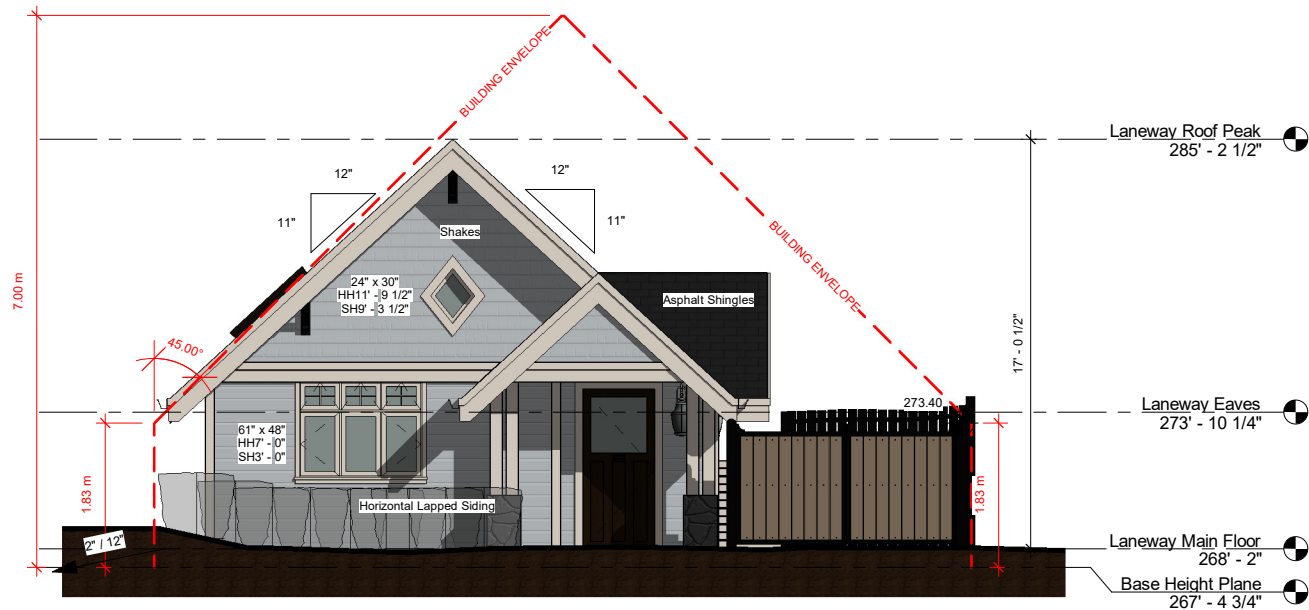 BUILDING ENVELOPE
BUILDING ENVELOPE
Laneway Roof Peak
285' - 2 1/2"
12"
11"
12"
11"
Shakes
24" x 30"
HH11' - 9 1/2"
SH9' - 3 1/2"
Asphalt Shingles
7.00 m
45.00°
17' - 0 1/2"
273.40
Laneway Eaves
273' - 10 1/4"
61" x 48"
HH7' - 0"
SH3' - 0"
1.83 m
Horizontal Lapped Siding
1.83 m
2" / 12"
Laneway Main Floor
268' - 2"
Base Height Plane
267' - 4 3/4"